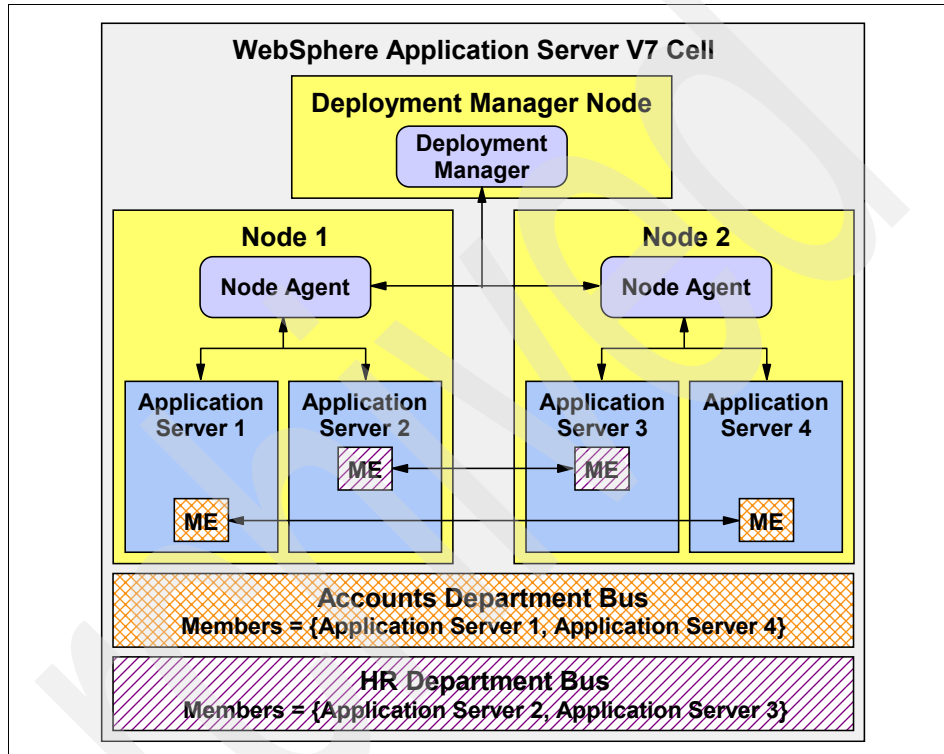 WebSphere Application Server V7 Cell
Deployment Manager Node
Deployment
Manager
Node 1
Node Agent
Application
Server 1
ME
Application
Server 2
ME
Node 2
Node Agent
Application
Server 3
ME
Application
Server 4
ME
Accounts Department Bus
Members = {Application Server 1, Application Server 4}
HR Department Bus
Members = {Application Server 2, Application Server 3}